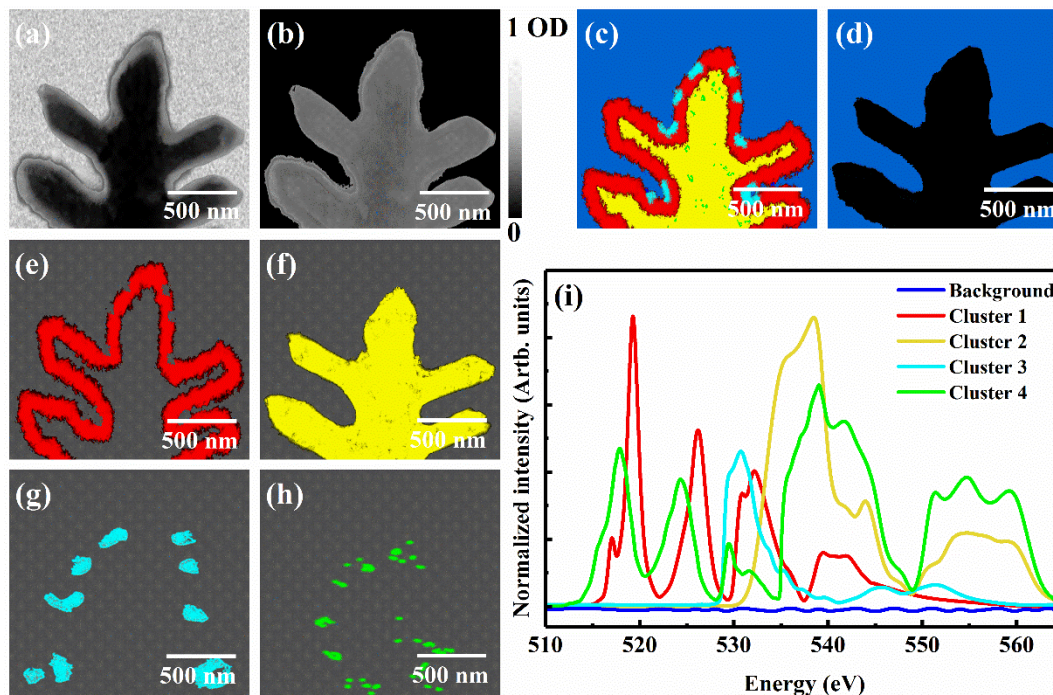 (a)
500 nm
(b)
500 nm
1 OD
0
(c)
500 nm
(d)
500 nm
(e)
500 nm
(f)
500 nm
(g)
500 nm
(h)
500 nm
(i)
Background
Cluster 1
Cluster 2
Cluster 3
Cluster 4
Normalized intensity (Artb. units)
510 520 530 540 550 560
Energy (eV)